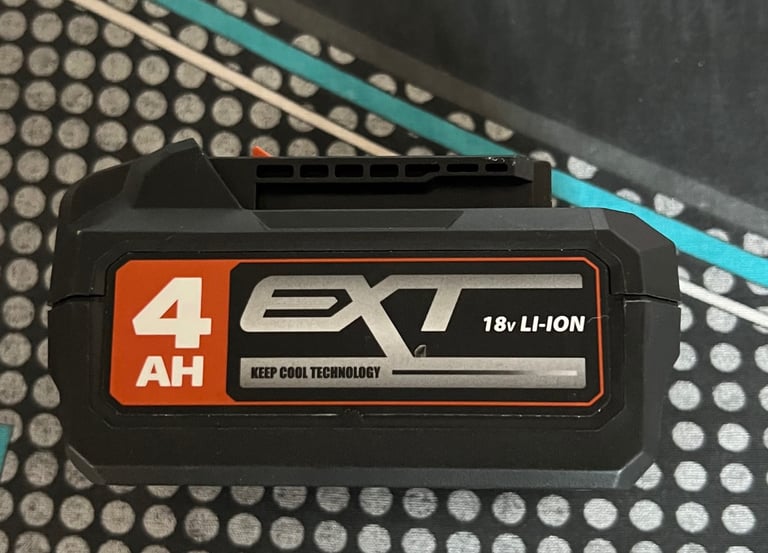 4
AH
EXT
18v LI-ION
KEEP COOL TECHNOLOGY